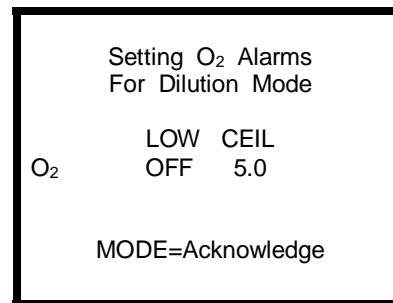 Setting O₂ Alarms
For Dilution Mode
LOW CEIL
O₂ OFF 5.0
MODE=Acknowledge